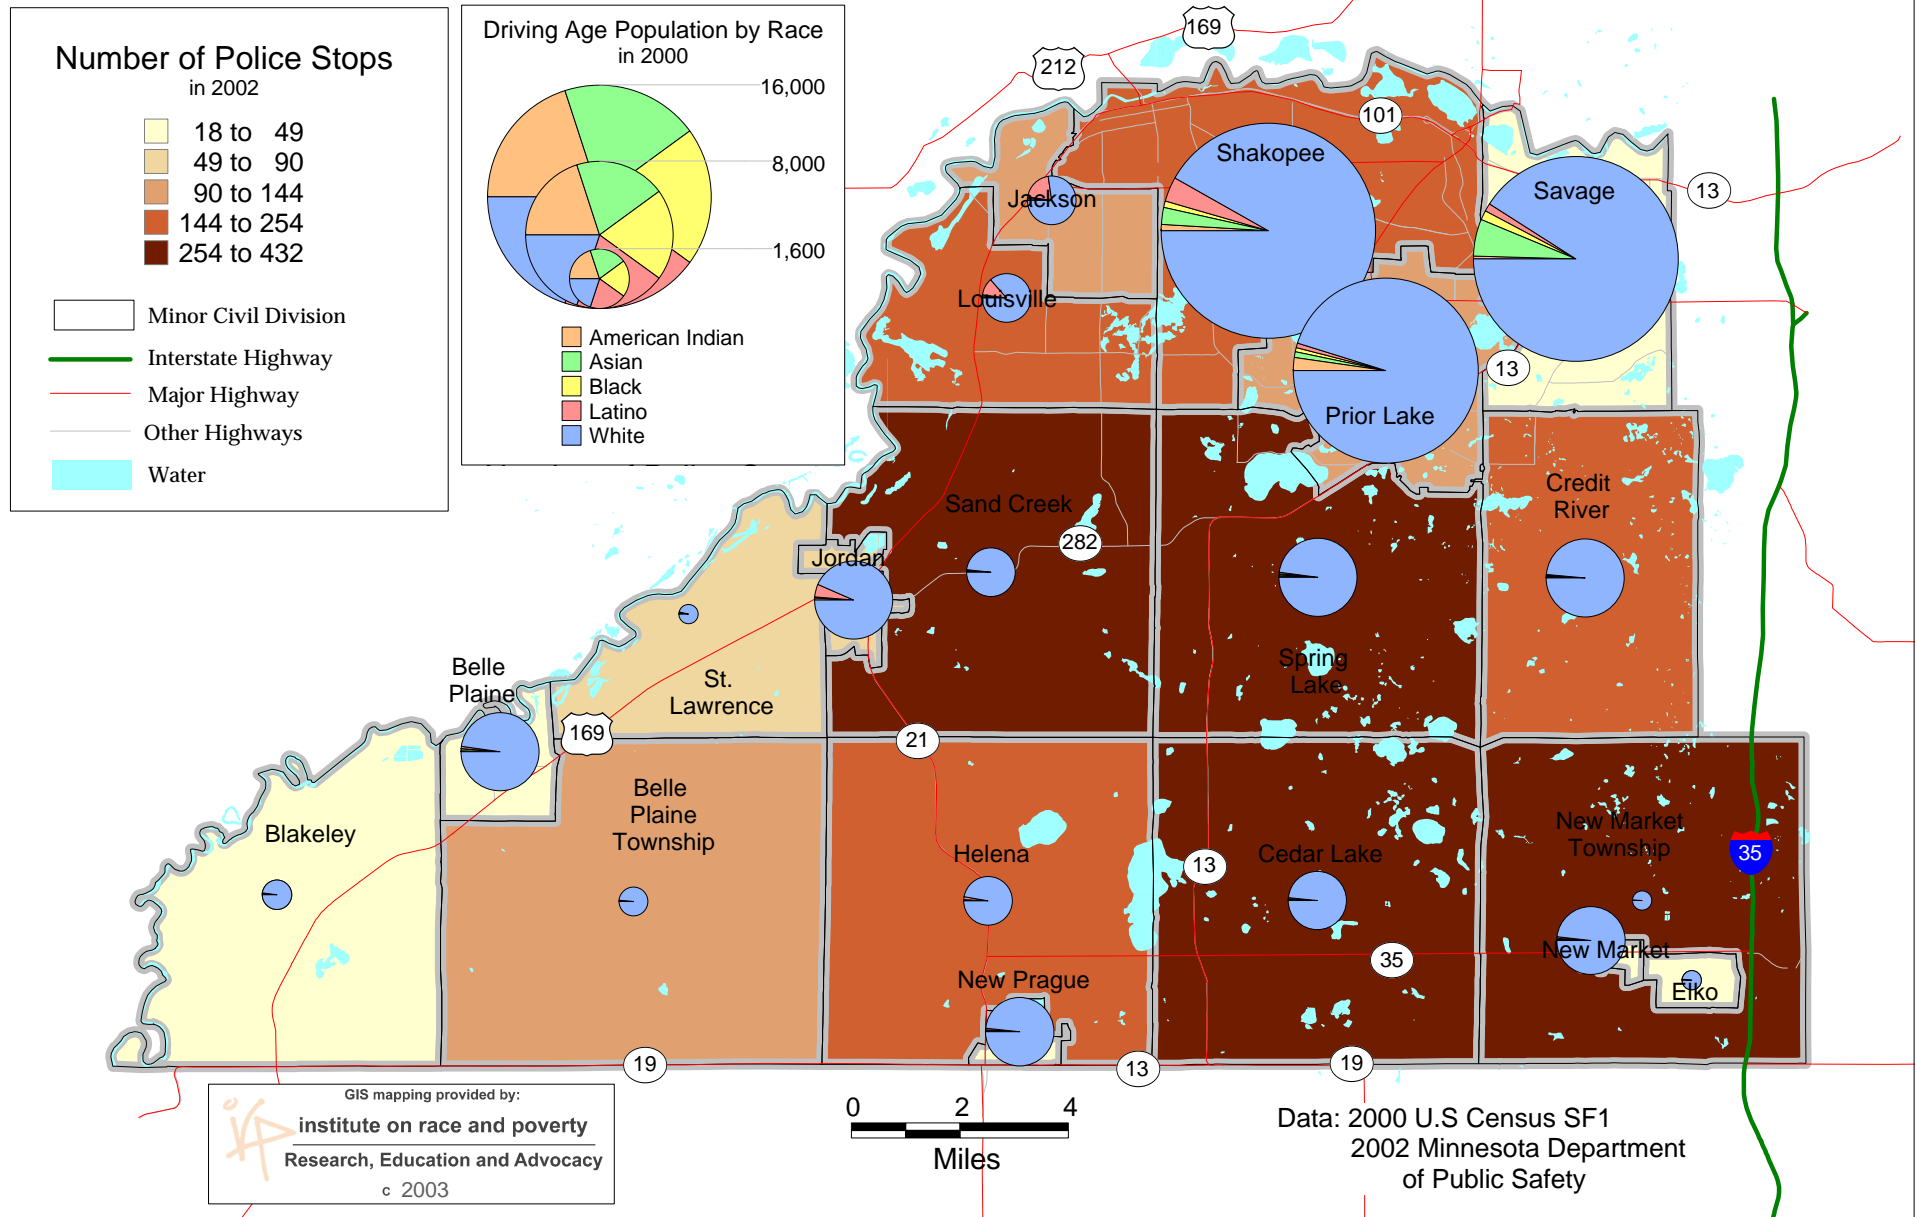 Number of Police Stops
in 2002
18 to 49
49 to 90
90 to 144
144 to 254
254 to 432
Minor Civil Division
Interstate Highway
Major Highway
Other Highways
Water
Driving Age Population by Race
in 2000
16,000
8,000
1,600
American Indian
Asian
Black
Latino
White
169
212
101
Shakopee
Savage
13
Jackson
Louisville
13
Prior Lake
Sand Creek
Credit
River
282
Jordan
Spring
Lake
Belle
Plaine
St.
Lawrence
169
21
Belle
Plaine
Township
Blakeley
Helena
13
Cedar Lake
New Market
Township
35
New Market
35
New Prague
Elko
19
13
19
GIS mapping provided by:
institute on race and poverty
Research, Education and Advocacy
c 2003
0 2 4
Miles
Data: 2000 U.S Census SF1
2002 Minnesota Department
of Public Safety